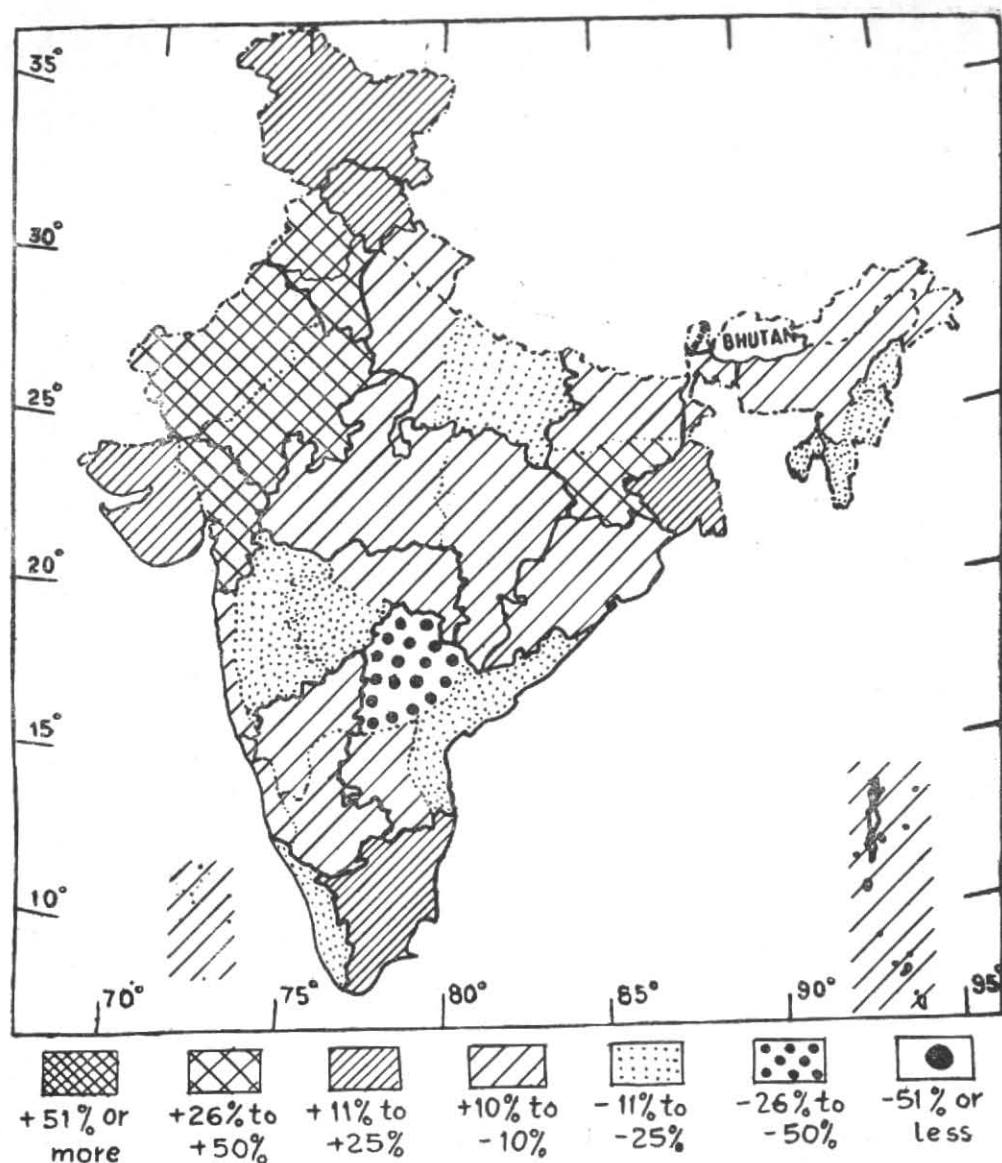 35°
30°
25°
20°
15°
10°
BHUTAN
70°
75°
80°
85°
90°
95°
+51% or
more
+26% to
+50%
+11% to
+25%
+10% to
-10%
-11% to
-25%
-26% to
-50%
-51% or
less